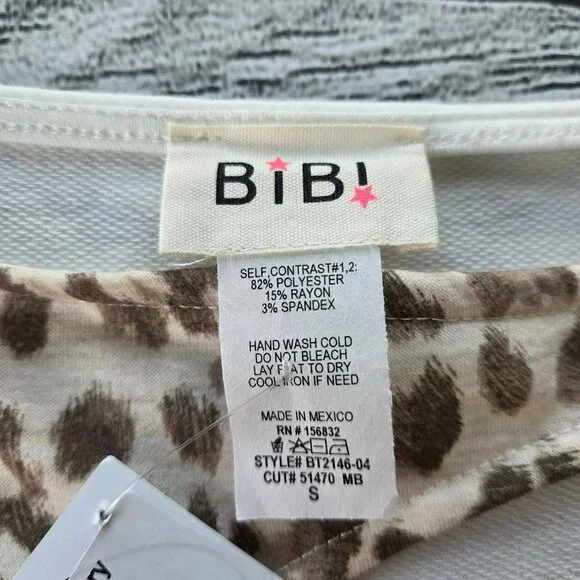 BiB!
SELF,CONTRAST#1,2:
82% POLYESTER
15% RAYON
3% SPANDEX
HAND WASH COLD
DO NOT BLEACH
LAY FLAT TO DRY
COOL IRON IF NEED
MADE IN MEXICO
RN # 156832
STYLE# BT2146-04
CUT# 51470 MB
S